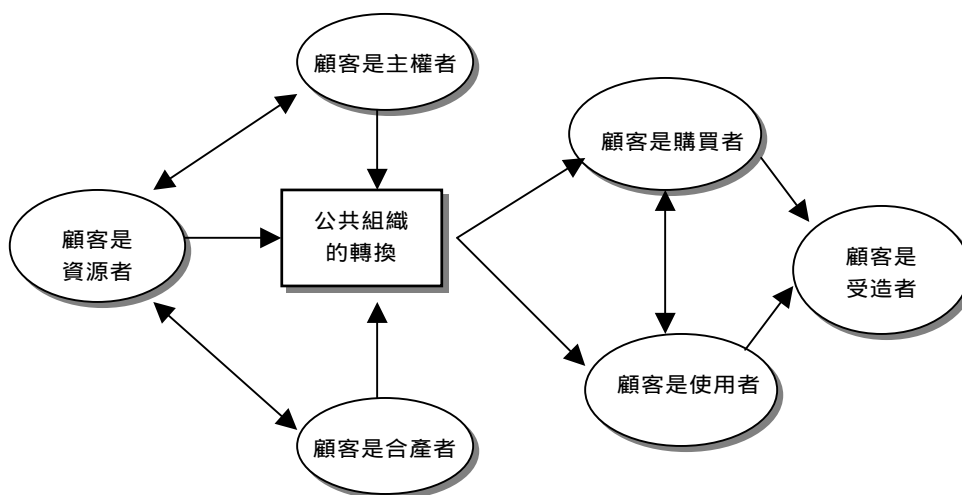 顧客是主權者
顧客是
資源者
公共組織
的轉換
顧客是合產者
顧客是購買者
顧客是使用者
顧客是
受造者